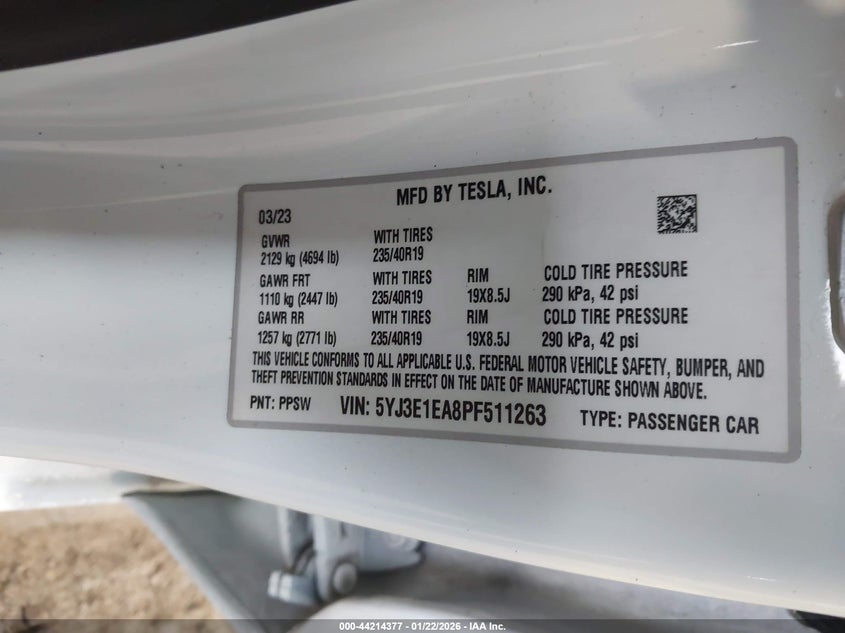 MFD BY TESLA, INC.
03/23
GVWR WITH TIRES
2129 kg (4694 lb) 235/40R19
GAWR FRT WITH TIRES RIM COLD TIRE PRESSURE
1110 kg (2447 lb) 235/40R19 19X8.5J 290 kPa, 42 psi
GAWR RR WITH TIRES RIM COLD TIRE PRESSURE
1257 kg (2771 lb) 235/40R19 19X8.5J 290 kPa, 42 psi
THIS VEHICLE CONFORMS TO ALL APPLICABLE U.S. FEDERAL MOTOR VEHICLE SAFETY, BUMPER, AND
THEFT PREVENTION STANDARDS IN EFFECT ON THE DATE OF MANUFACTURE SHOWN ABOVE.
PNT: PPSW VIN: 5YJ3E1EA8PF511263 TYPE: PASSENGER CAR
000-44214377 - 01/22/2026 - IAA Inc.